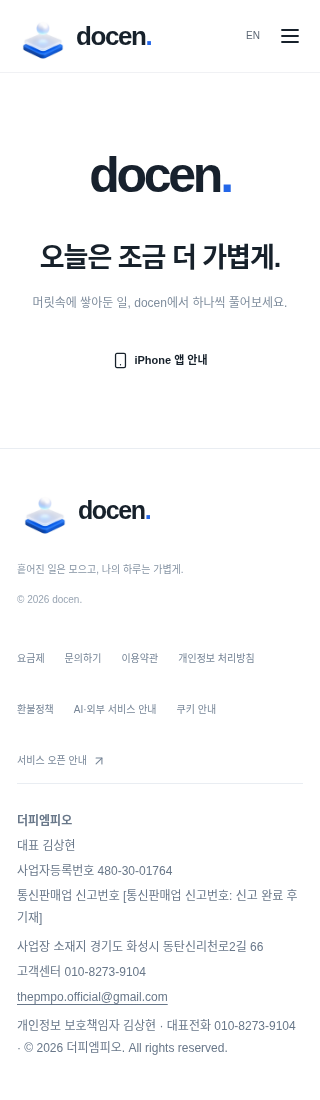 docen.
EN
docen.
오늘은 조금 더 가볍게.
머릿속에 쌓아둔 일, docen에서 하나씩 풀어보세요.
iPhone 앱 안내
docen.
흩어진 일은 모으고, 나의 하루는 가볍게.
© 2026 docen.
요금제 문의하기 이용약관 개인정보 처리방침
환불정책 AI·외부 서비스 안내 쿠키 안내
서비스 오픈 안내
더피엠피오
대표 김상현
사업자등록번호 480-30-01764
통신판매업 신고번호 [통신판매업 신고번호: 신고 완료 후
기재]
사업장 소재지 경기도 화성시 동탄신리천로2길 66
고객센터 010-8273-9104
thepmpo.official@gmail.com
개인정보 보호책임자 김상현 · 대표전화 010-8273-9104
· © 2026 더피엠피오. All rights reserved.